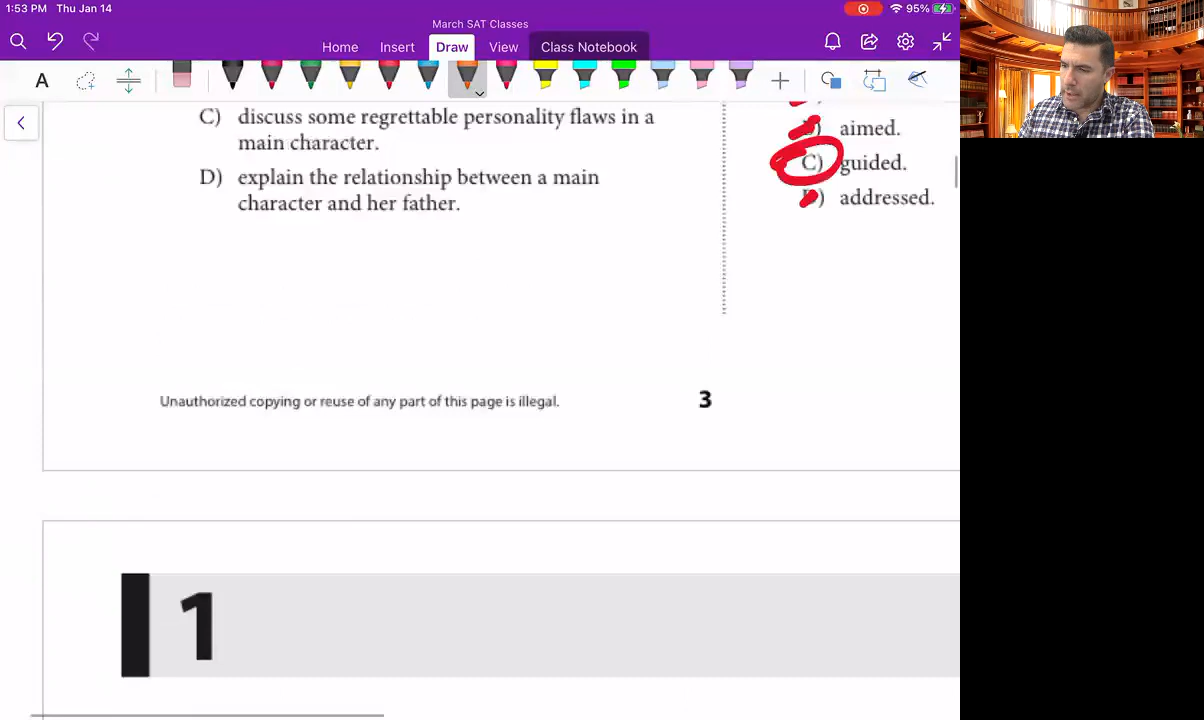 1:53 PM Thu Jan 14
March SAT Classes
95%
Home Insert Draw View Class Notebook
A
C) discuss some regrettable personality flaws in a
main character.
D) explain the relationship between a main
character and her father.
aimed.
C) guided.
addressed.
Unauthorized copying or reuse of any part of this page is illegal.
3
1